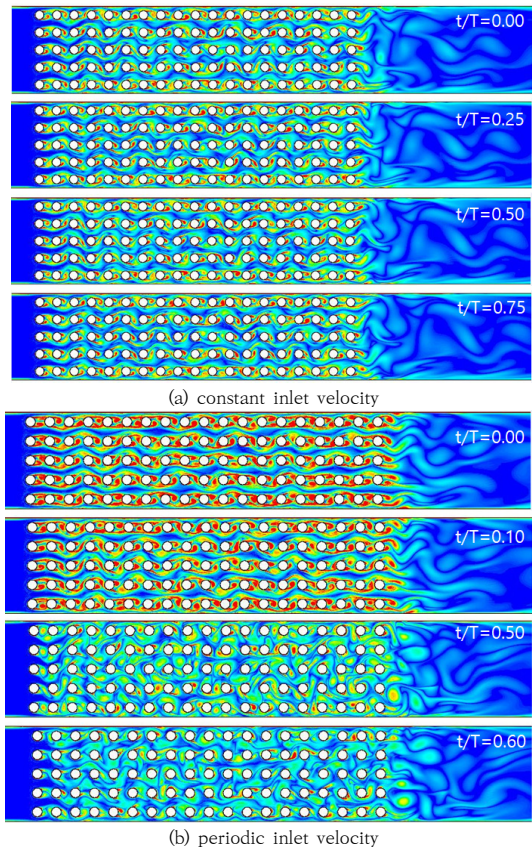 t/T=0.00
t/T=0.25
t/T=0.50
t/T=0.75
(a) constant inlet velocity
t/T=0.00
t/T=0.10
t/T=0.50
t/T=0.60
(b) periodic inlet velocity